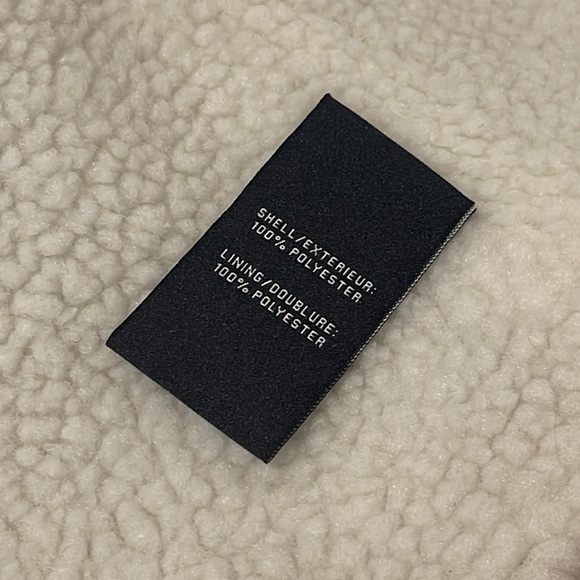 SHELL/EXTERIEUR:
100% POLYESTER
LINING/DOUBLURE:
100% POLYESTER